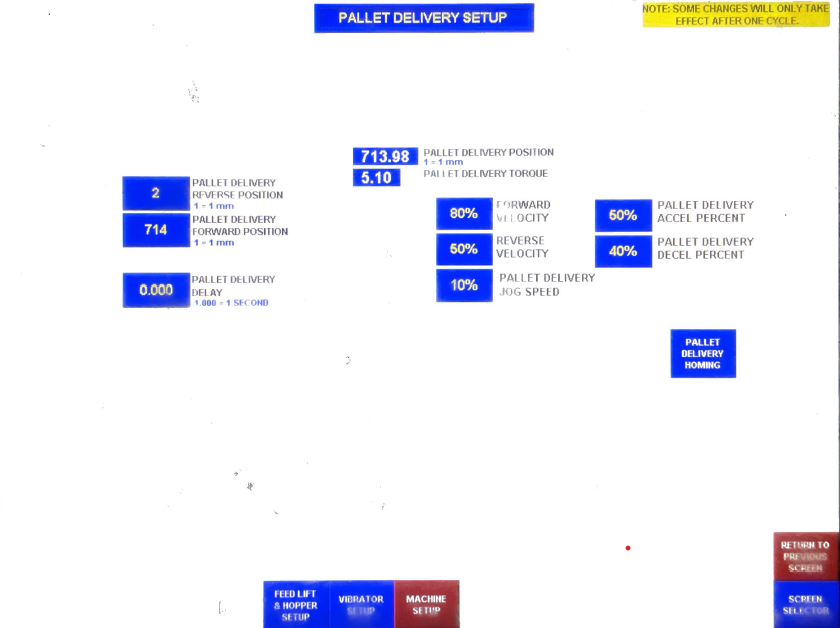 PALLET DELIVERY SETUP
NOTE: SOME CHANGES WILL ONLY TAKE
EFFECT AFTER ONE CYCLE.
713.98
PALLET DELIVERY POSITION
1 = 1 mm
5.10
PALLET DELIVERY TORQUE
2
PALLET DELIVERY
REVERSE POSITION
1 = 1 mm
714
PALLET DELIVERY
FORWARD POSITION
1 = 1 mm
0.000
PALLET DELIVERY
DELAY
1.000 = 1 SECOND
80%
FORWARD
VELOCITY
50%
REVERSE
VELOCITY
10%
PALLET DELIVERY
JOG SPEED
50%
PALLET DELIVERY
ACCEL PERCENT
40%
PALLET DELIVERY
DECEL PERCENT
PALLET
DELIVERY
HOMING
FEED LIFT
& HOPPER
SETUP
VIBRATOR
SETUP
MACHINE
SETUP
RETURN TO
PREVIOUS
SCREEN
SCREEN
SELECTOR